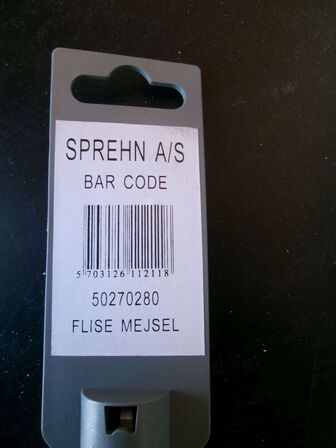 SPREHN A/S
BAR CODE
5 703126 112118
50270280
FLISE MEJSEL